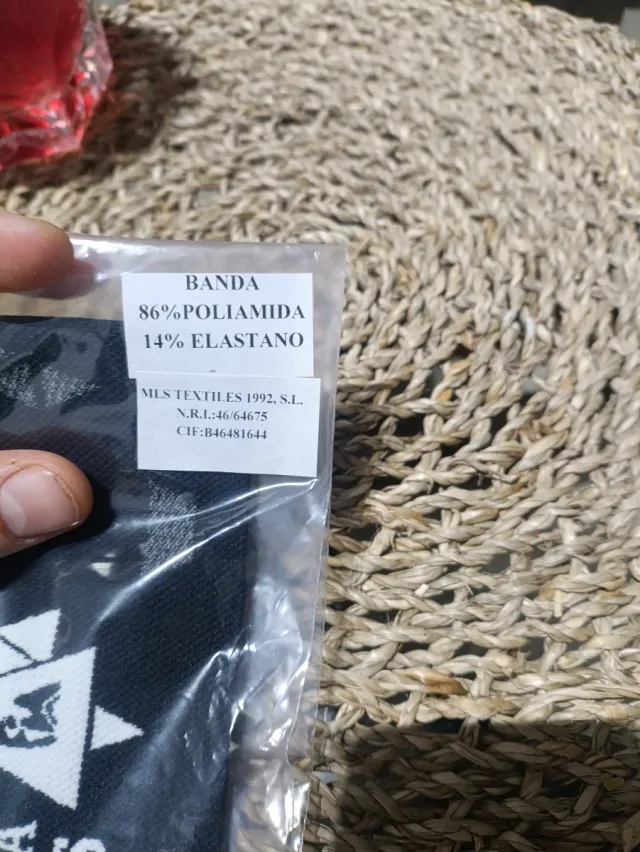 BANDA
86%POLIAMIDA
14% ELASTANO
MLS TEXTILES 1992, S.L.
N.R.I.:46/64675
CIF:B46481644